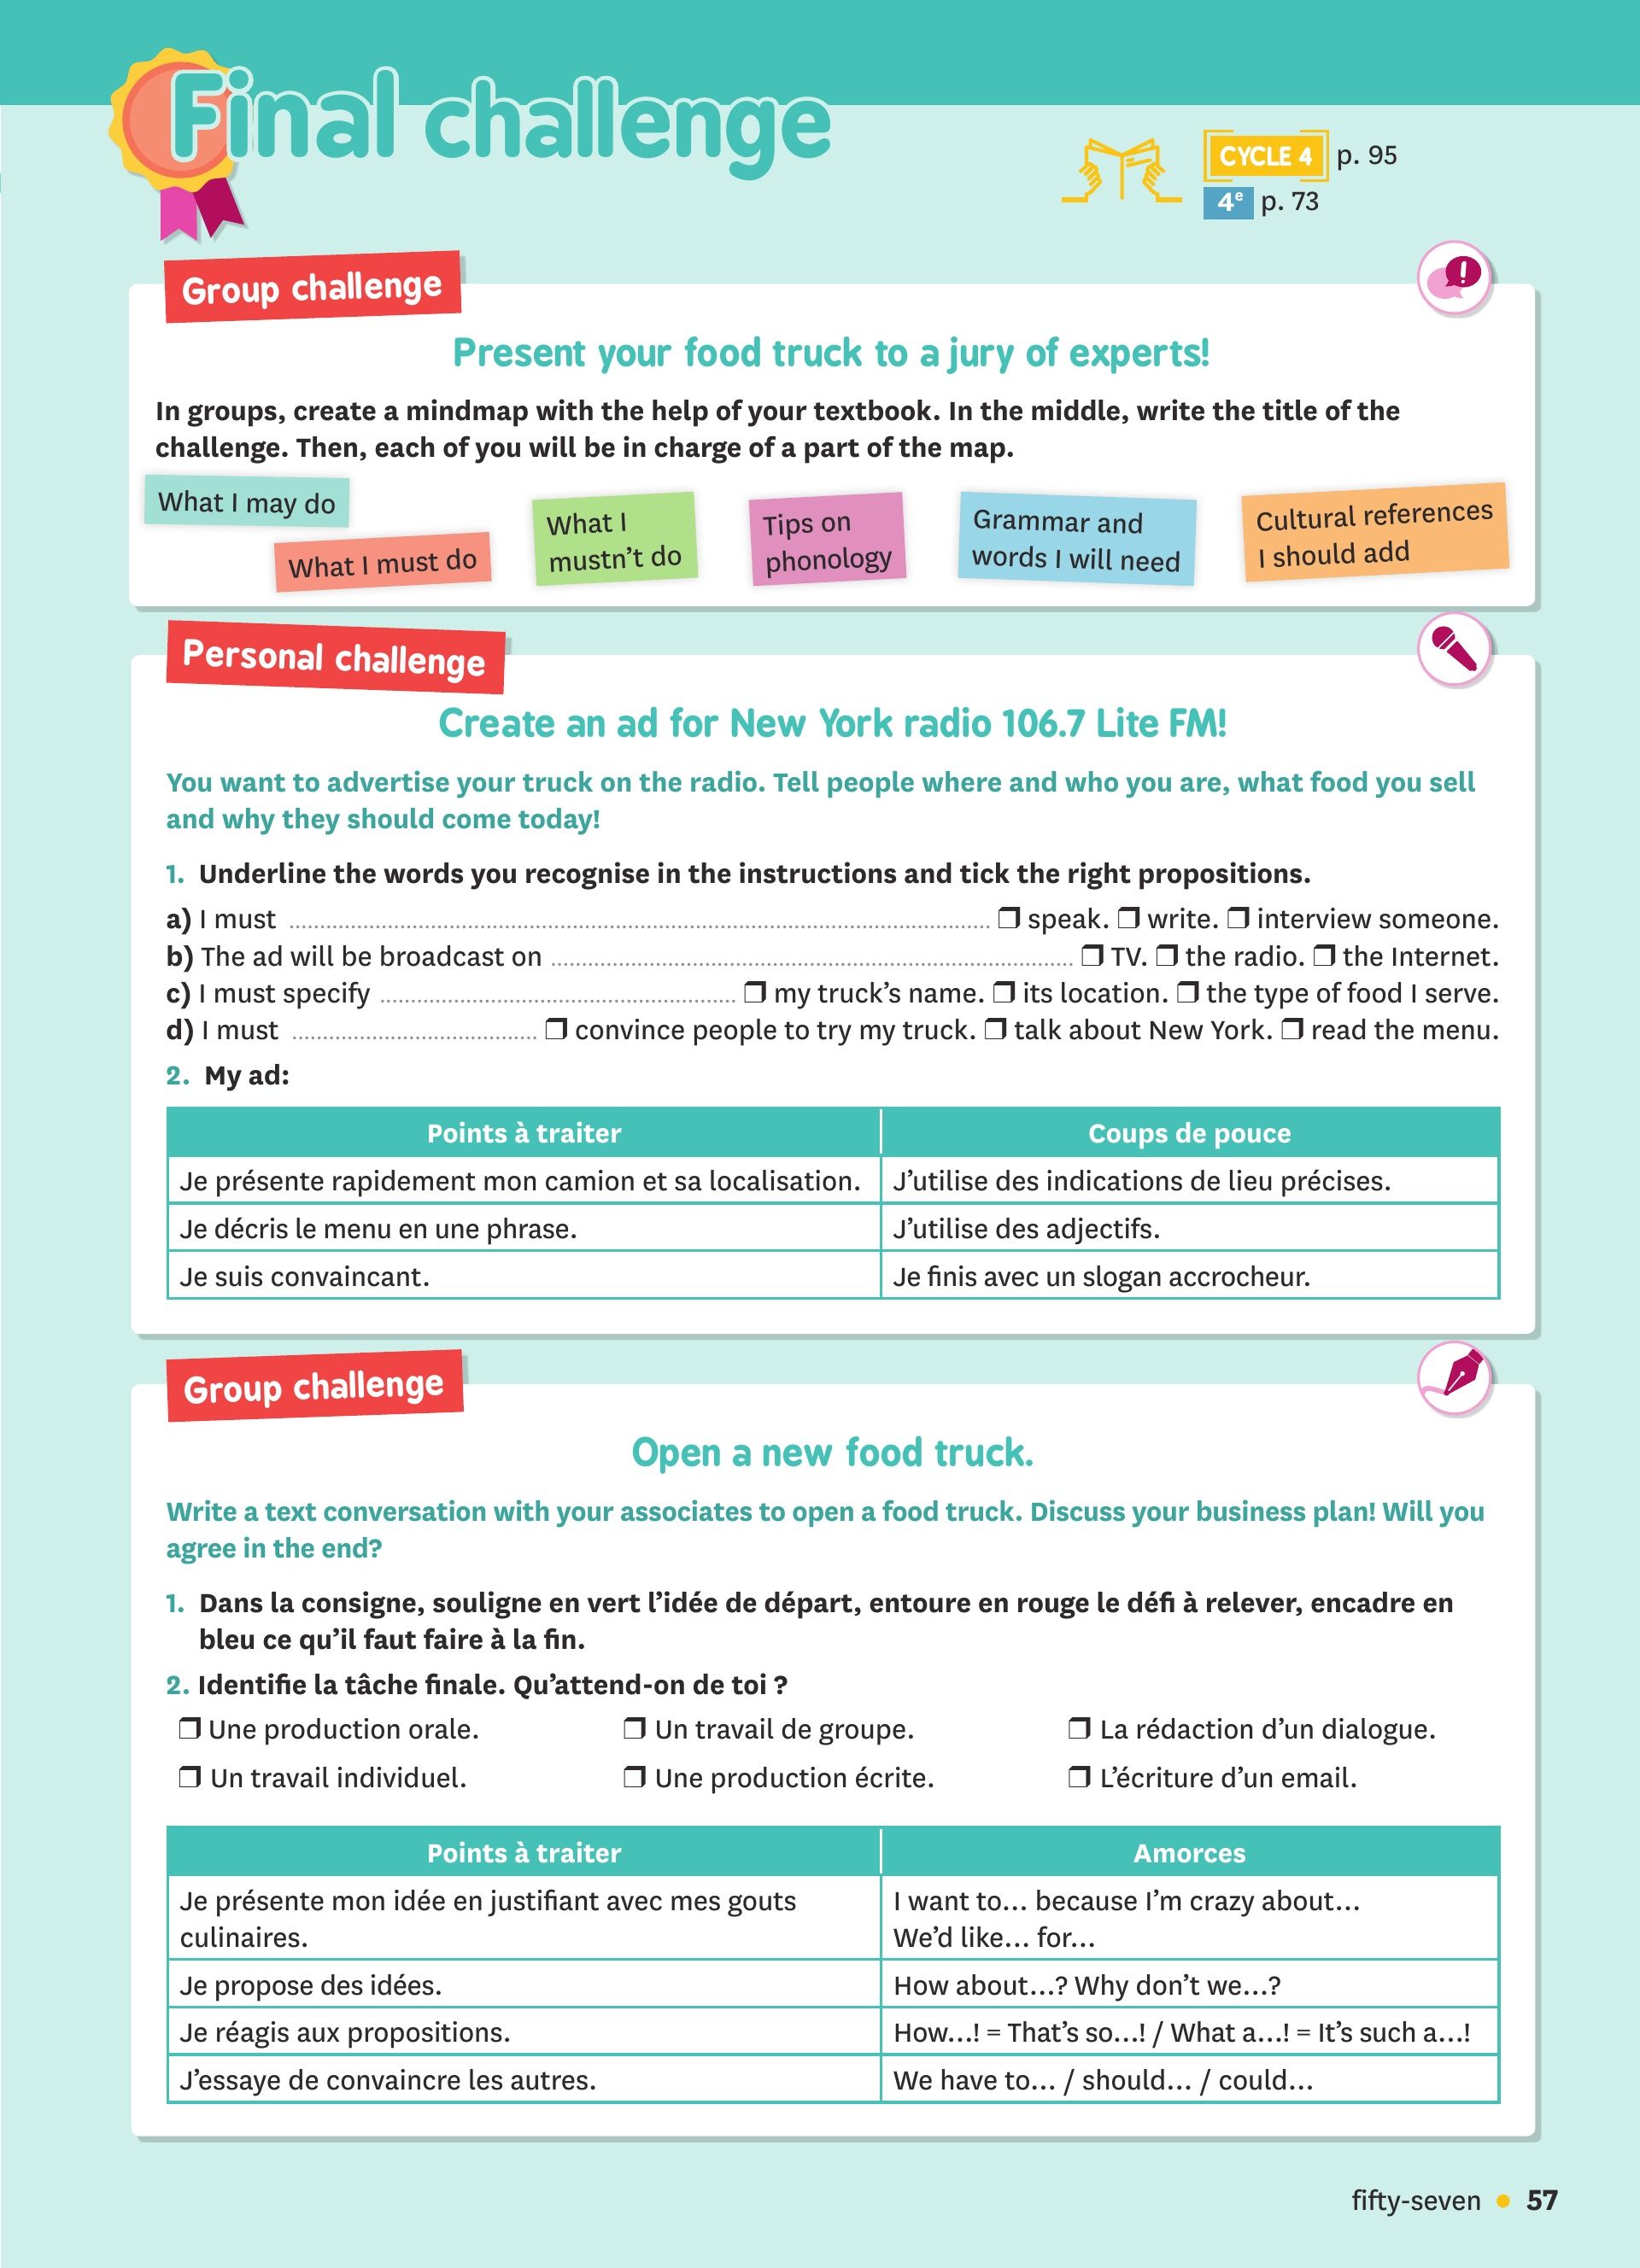 Final challenge
CYCLE 4 p. 95
4e p. 73
Group challenge
Present your food truck to a jury of experts!
In groups, create a mindmap with the help of your textbook. In the middle, write the title of the
challenge. Then, each of you will be in charge of a part of the map.
What I may do
What I must do
What I
mustn't do
Tips on
phonology
Grammar and
words I will need
Cultural references
I should add
Personal challenge
Create an ad for New York radio 106.7 Lite FM!
You want to advertise your truck on the radio. Tell people where and who you are, what food you sell
and why they should come today!
1. Underline the words you recognise in the instructions and tick the right propositions.
a) I must ........................................ ❒ speak. ❒ write. ❒ interview someone.
b) The ad will be broadcast on ........................................ ❒ TV. ❒ the radio. ❒ the Internet.
c) I must specify ........................................ ❒ my truck's name. ❒ its location. ❒ the type of food I serve.
d) I must ........................................ ❒ convince people to try my truck. ❒ talk about New York. ❒ read the menu.
2. My ad:
Points à traiter Coups de pouce
Je présente rapidement mon camion et sa localisation. J'utilise des indications de lieu précises.
Je décris le menu en une phrase. J'utilise des adjectifs.
Je suis convaincant. Je finis avec un slogan accrocheur.
Group challenge
Open a new food truck.
Write a text conversation with your associates to open a food truck. Discuss your business plan! Will you
agree in the end?
1. Dans la consigne, souligne en vert l'idée de départ, entoure en rouge le défi à relever, encadre en
bleu ce qu'il faut faire à la fin.
2. Identifie la tâche finale. Qu'attend-on de toi ?
❒ Une production orale. ❒ Un travail de groupe. ❒ La rédaction d'un dialogue.
❒ Un travail individuel. ❒ Une production écrite. ❒ L'écriture d'un email.
Points à traiter Amorces
Je présente mon idée en justifiant avec mes gouts
culinaires.
I want to... because I'm crazy about...
We'd like... for...
Je propose des idées. How about...? Why don't we...?
Je réagis aux propositions. How...! = That's so...! / What a...! = It's such a...!
J'essaye de convaincre les autres. We have to... / should... / could...
fifty-seven • 57